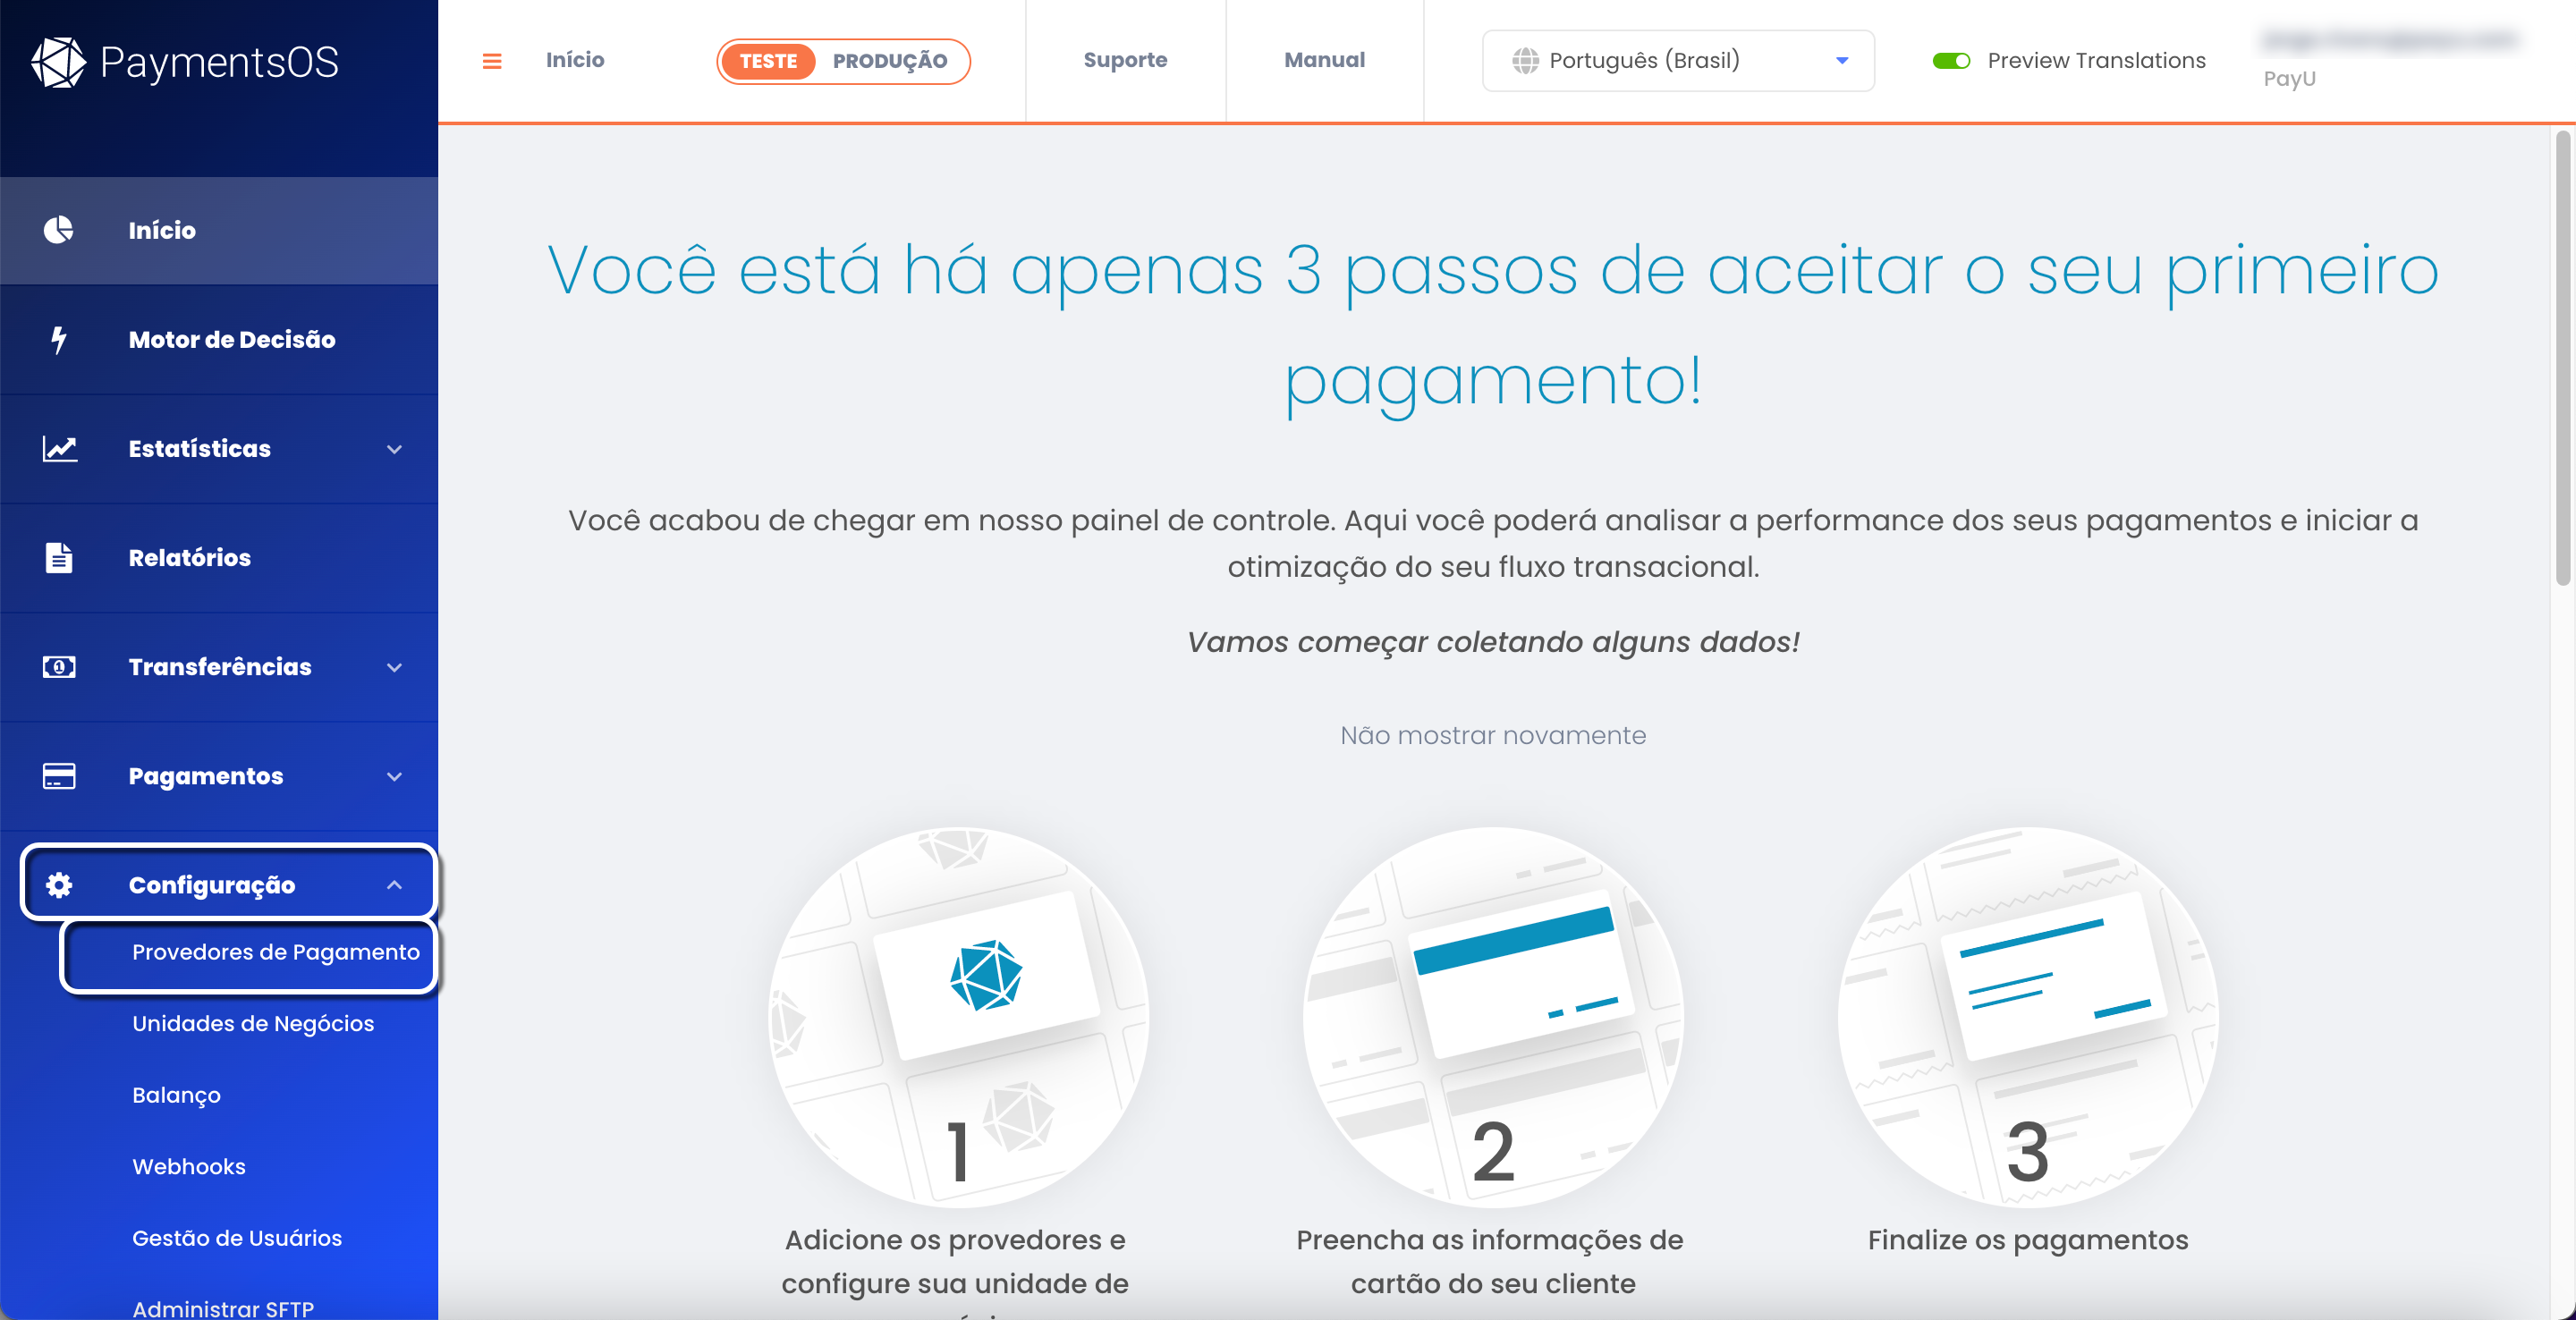 PaymentsOS
Início
TESTE PRODUÇÃO
Suporte
Manual
Português (Brasil)
Preview Translations
PayU
Início
Motor de Decisão
Estatísticas
Relatórios
Transferências
Pagamentos
Configuração
Provedores de Pagamento
Unidades de Negócios
Balanço
Webhooks
Gestão de Usuários
Administrar SFTP
Você está há apenas 3 passos de aceitar o seu primeiro
pagamento!
Você acabou de chegar em nosso painel de controle. Aqui você poderá analisar a performance dos seus pagamentos e iniciar a
otimização do seu fluxo transacional.
Vamos começar coletando alguns dados!
Não mostrar novamente
1
Adicione os provedores e
configure sua unidade de
2
Preencha as informações de
cartão do seu cliente
3
Finalize os pagamentos